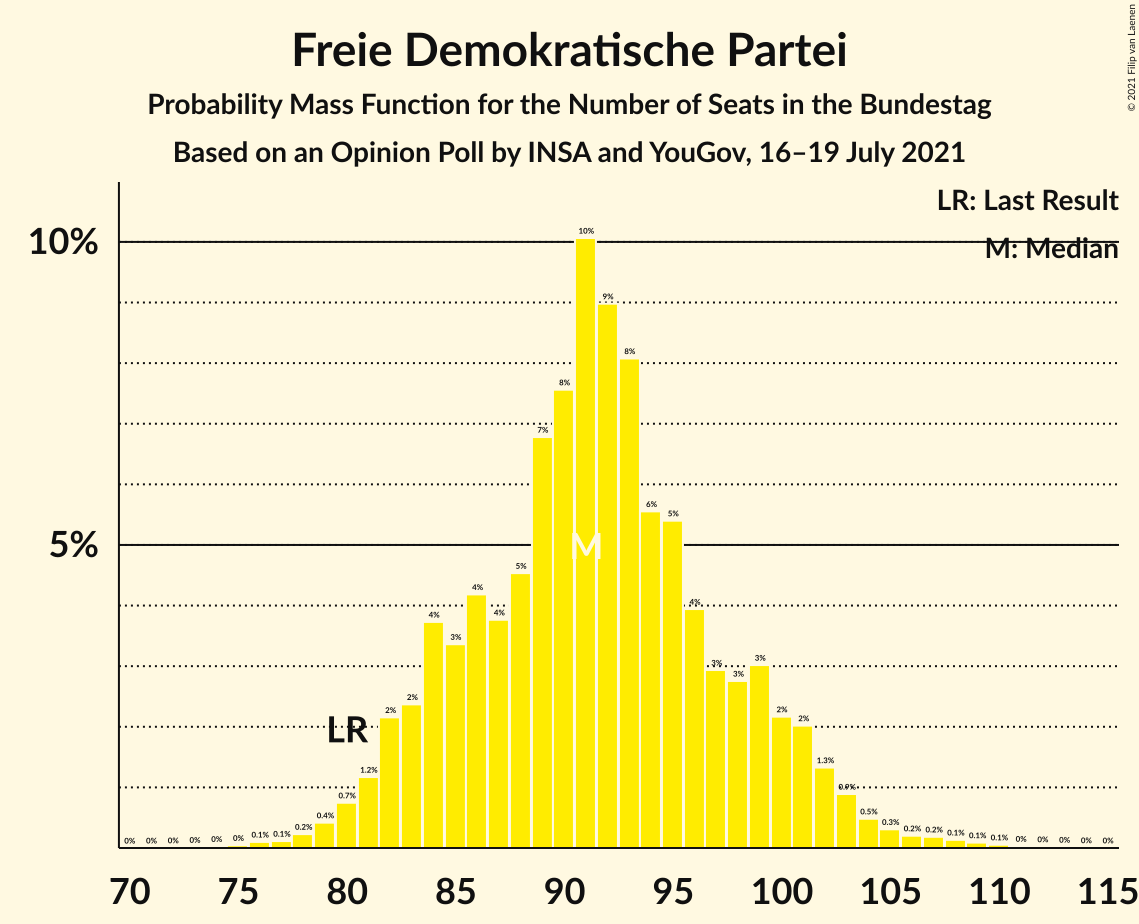 Freie Demokratische Partei
Probability Mass Function for the Number of Seats in the Bundestag
Based on an Opinion Poll by INSA and YouGov, 16–19 July 2021
© 2021 Filip van Laenen
LR: Last Result
M: Median
10%
5%
0% 0% 0% 0% 0% 0% 0.1% 0.1% 0.2% 0.4% 0.7% 1.2% 2% 2% 4% 3% 4% 4% 5% 7% 8% 10% 9% 8% 6% 5% 4% 3% 3% 3% 2% 2% 1.3% 0.9% 0.5% 0.3% 0.2% 0.2% 0.1% 0.1% 0.1% 0% 0% 0% 0% 0%
LR
M
70 75 80 85 90 95 100 105 110 115